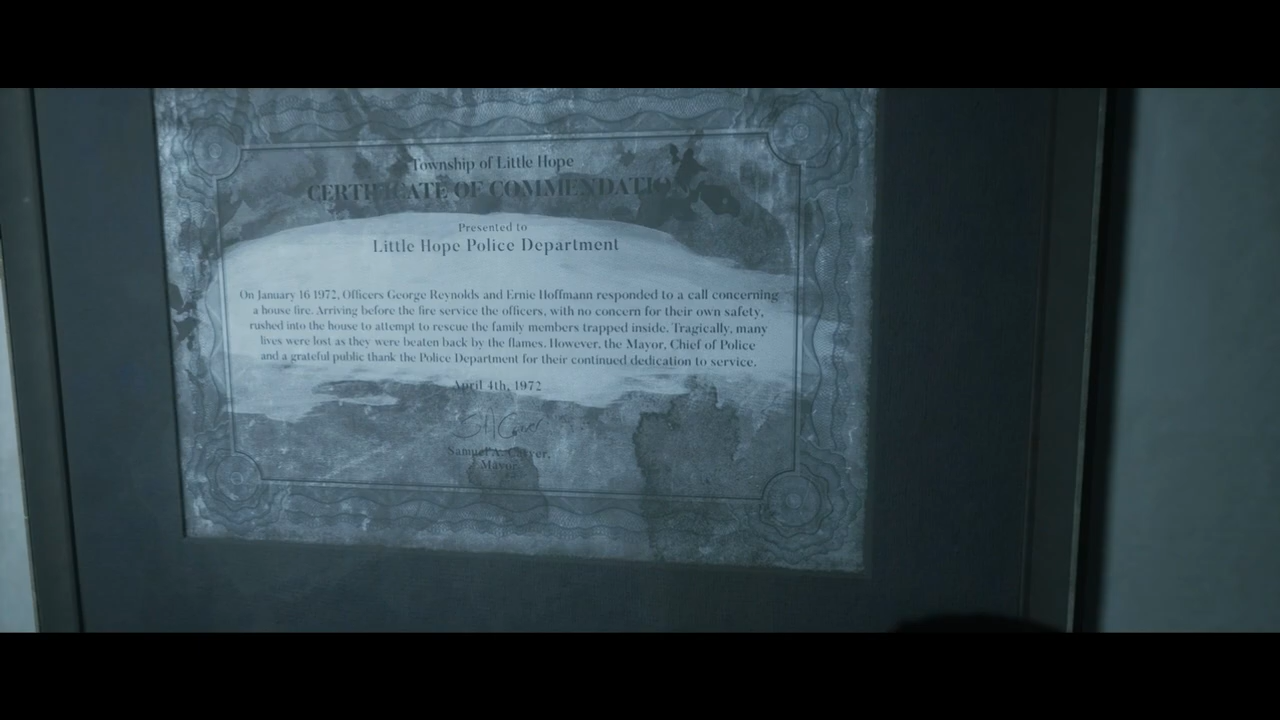 Township of Little Hope
CERTIFICATE OF COMMENDATIO
Presented to
Little Hope Police Department
On January 16 1972, Officers George Reynolds and Ernie Hoffmann responded to a call concerning
a house fire. Arriving before the fire service the officers, with no concern for their own safety,
rushed into the house to attempt to rescue the family members trapped inside. Tragically, many
lives were lost as they were beaten back by the flames. However, the Mayor, Chief of Police
and a grateful public thank the Police Department for their continued dedication to service.
April 4th, 1972
SACarver
Samuel A. Carver,
Mayor